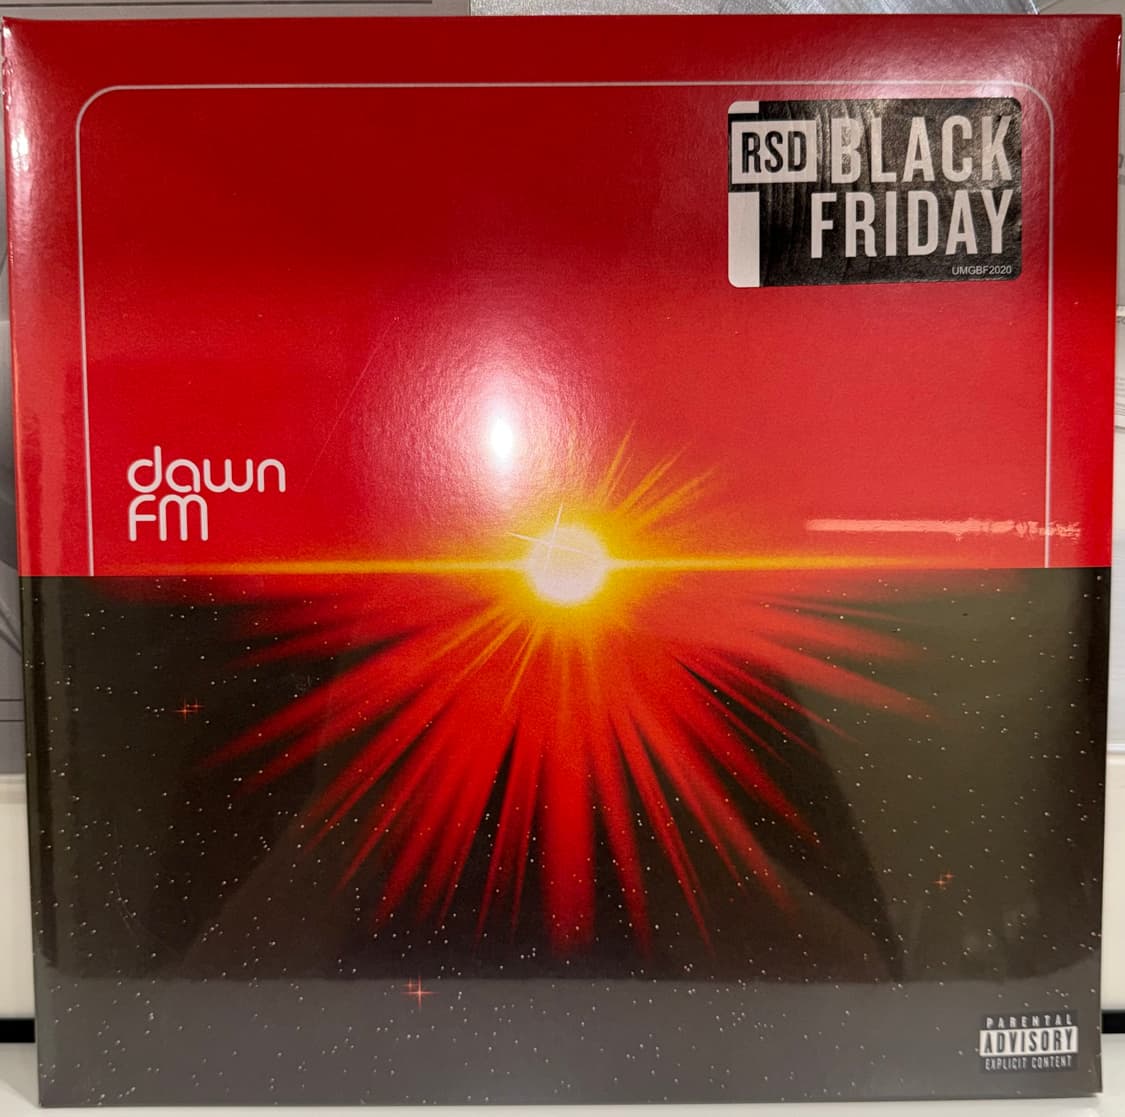 RSD BLACK
FRIDAY
UMGBF2020
dawn
FM
PARENTAL
ADVISORY
EXPLICIT CONTENT